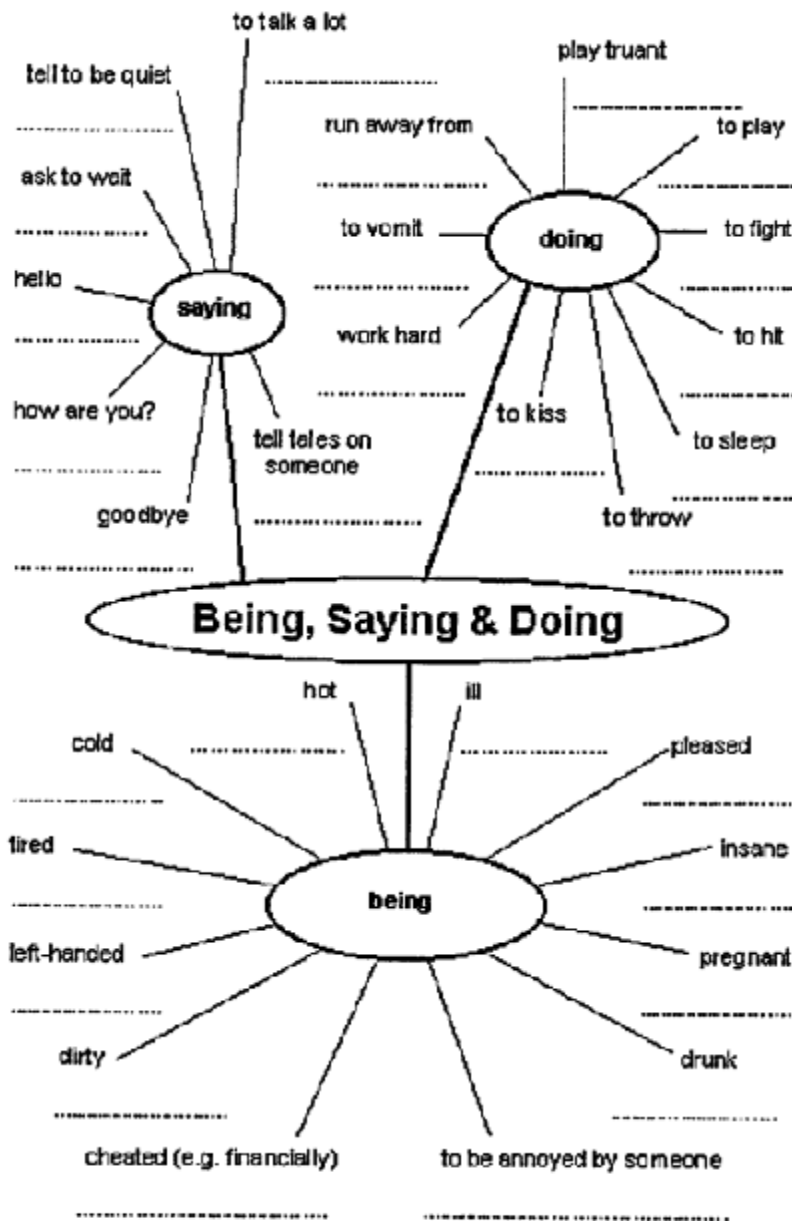 to talk a lot
tell to be quiet
ask to wait
hello
saying
how are you?
tell tales on
someone
goodbye
play truant
run away from
to play
to vomit
doing
to fight
work hard
to hit
to kiss
to sleep
to throw
Being, Saying & Doing
hot
ill
cold
pleased
tired
insane
being
left-handed
pregnant
dirty
drunk
cheated (e.g. financially)
to be annoyed by someone